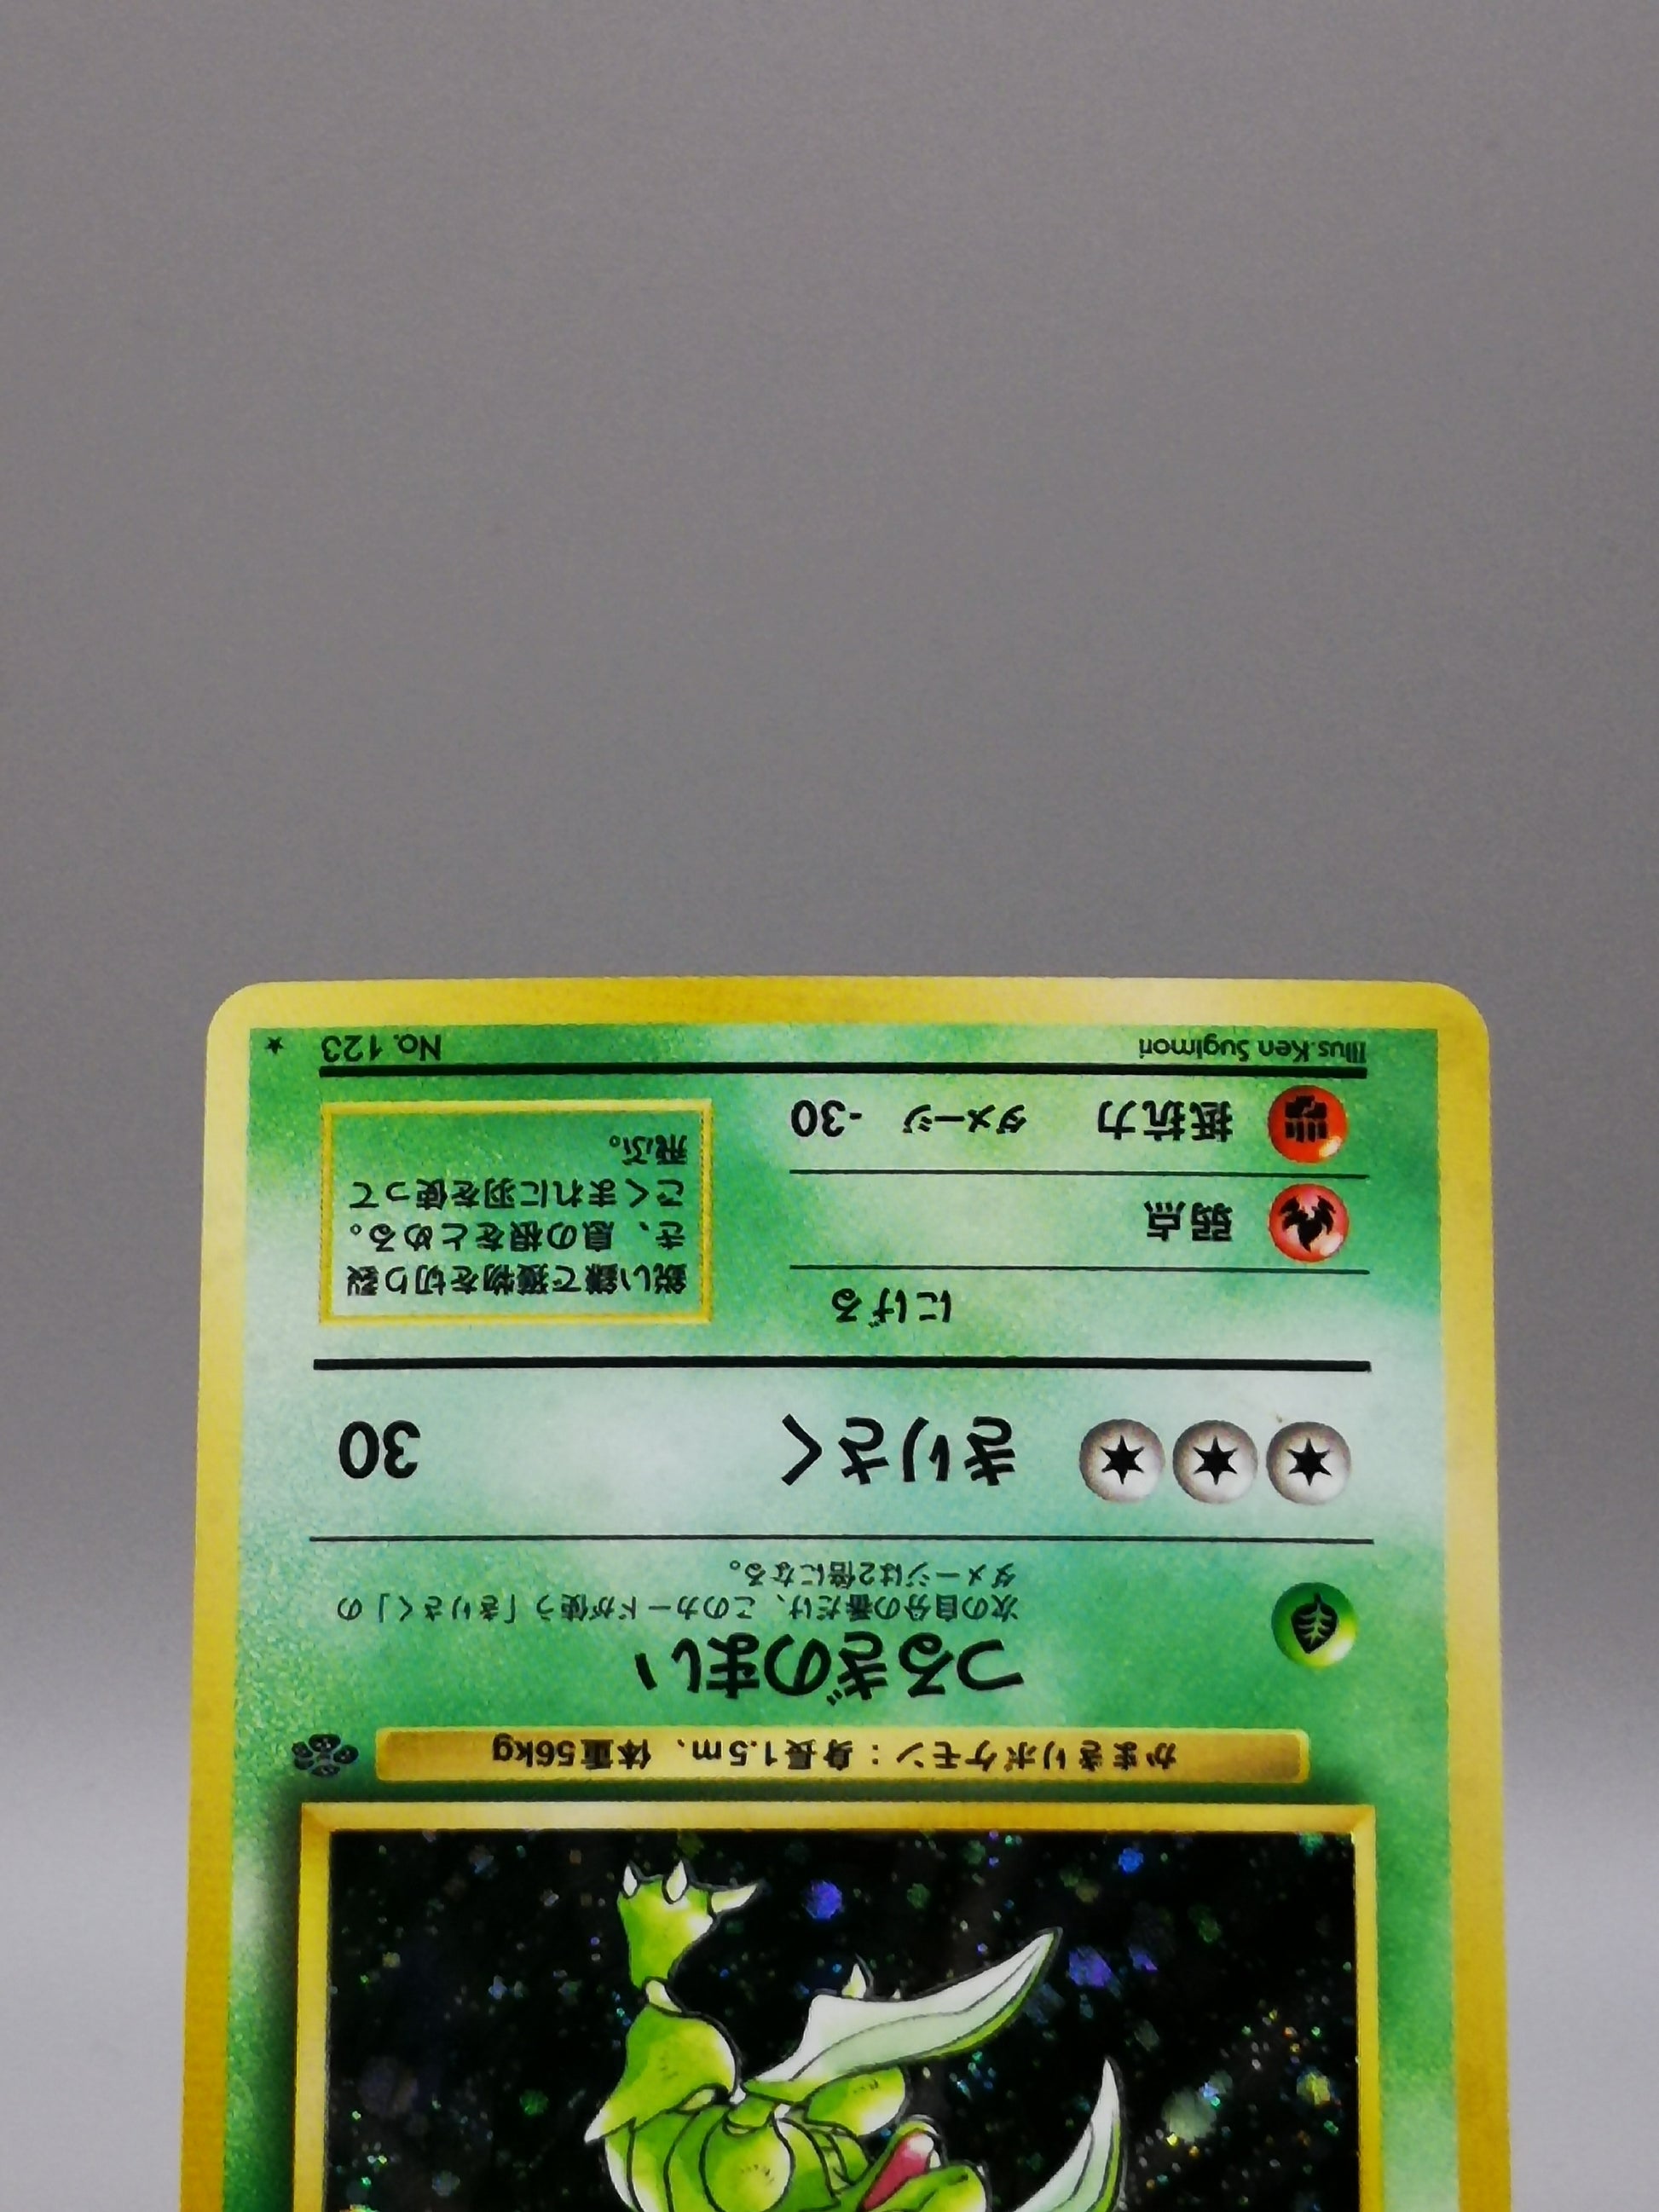 かまきりポケモン：身長1.5m、体重56kg
つるぎのまい
次の自分の番だけ、このカードが使う「きりさく」の
ダメージは2倍になる。
きりさく 30
にげる
弱点
抵抗力 ダメージ -30
鋭い鎌で獲物を切り裂
き、息の根をとめる。
ごくまれに羽を使って
飛ぶ。
Illus.Ken Sugimori No. 123 ★